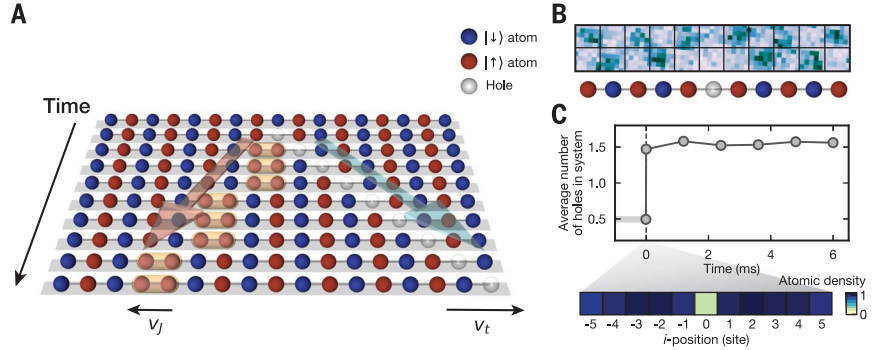 A
|↓⟩ atom
|↑⟩ atom
Hole
Time
v_J
v_t
B
C
Average number
of holes in system
1.5
1.0
0.5
0
2
4
6
Time (ms)
Atomic density
1
0
-5 -4 -3 -2 -1 0 1 2 3 4 5
i-position (site)